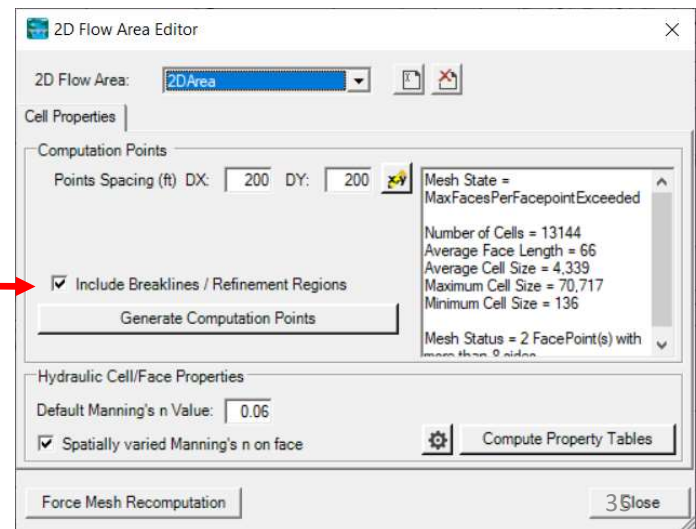 2D Flow Area Editor
2D Flow Area: 2DArea
Cell Properties
Computation Points
Points Spacing (ft) DX: 200 DY: 200
Mesh State =
MaxFacesPerFacepointExceeded
Number of Cells = 13144
Average Face Length = 66
Average Cell Size = 4,339
Maximum Cell Size = 70,717
Minimum Cell Size = 136
Mesh Status = 2 FacePoint(s) with
more than 8 sides
Include Breaklines / Refinement Regions
Generate Computation Points
Hydraulic Cell/Face Properties
Default Manning's n Value: 0.06
Spatially varied Manning's n on face
Compute Property Tables
Force Mesh Recomputation
Close